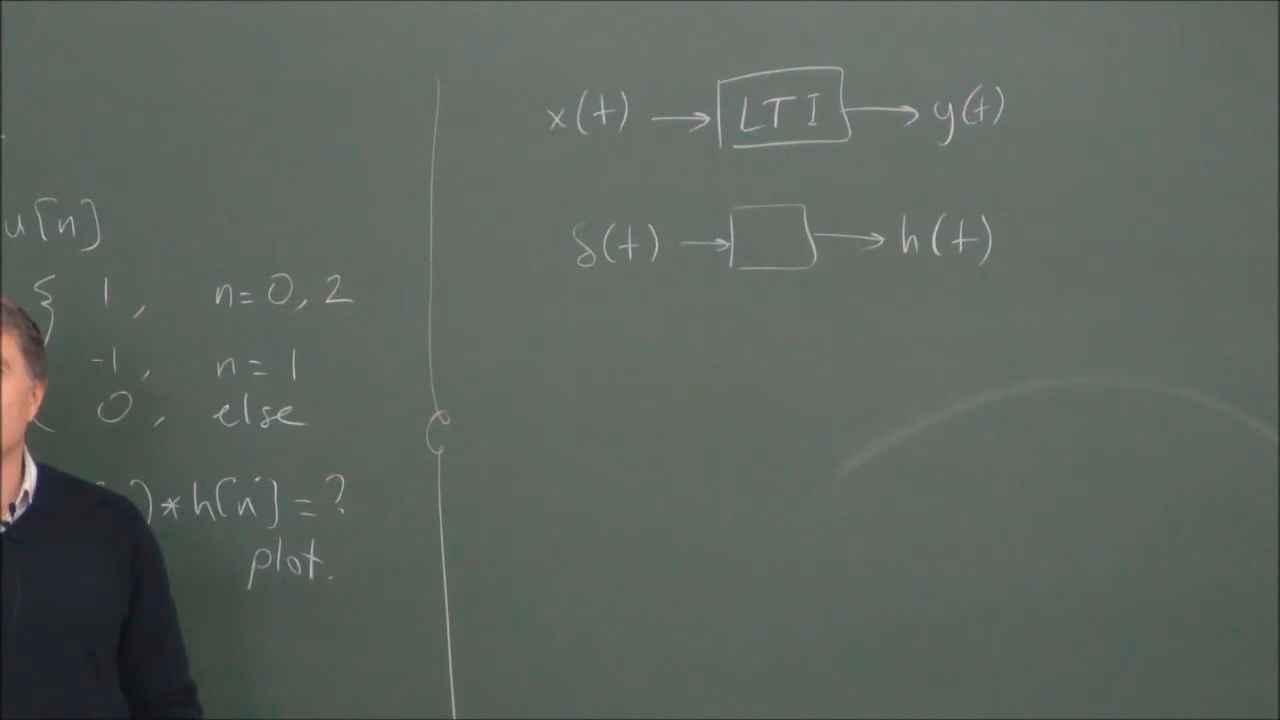 u[n]
{ 1 , n=0, 2
-1 , n=1
0 , else
) * h[n] = ?
plot.
x(t) → LTI → y(t)
δ(t) → → h(t)